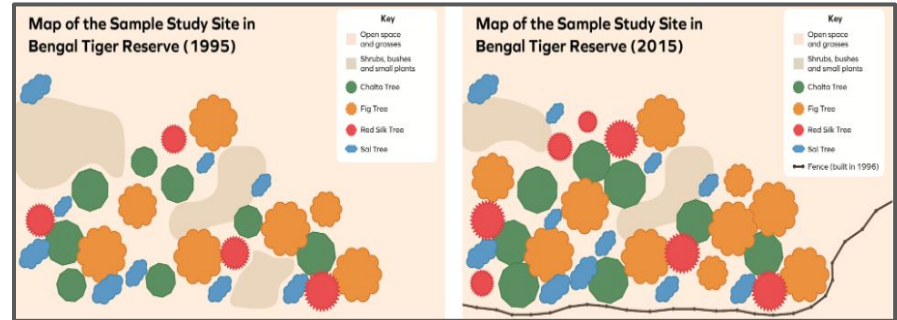 Map of the Sample Study Site in
Bengal Tiger Reserve (1995)
Key
Open space
and grasses
Shrubs, bushes
and small plants
Chalta Tree
Fig Tree
Red Silk Tree
Sal Tree
Map of the Sample Study Site in
Bengal Tiger Reserve (2015)
Key
Open space
and grasses
Shrubs, bushes
and small plants
Chalta Tree
Fig Tree
Red Silk Tree
Sal Tree
Fence (built in 1996)